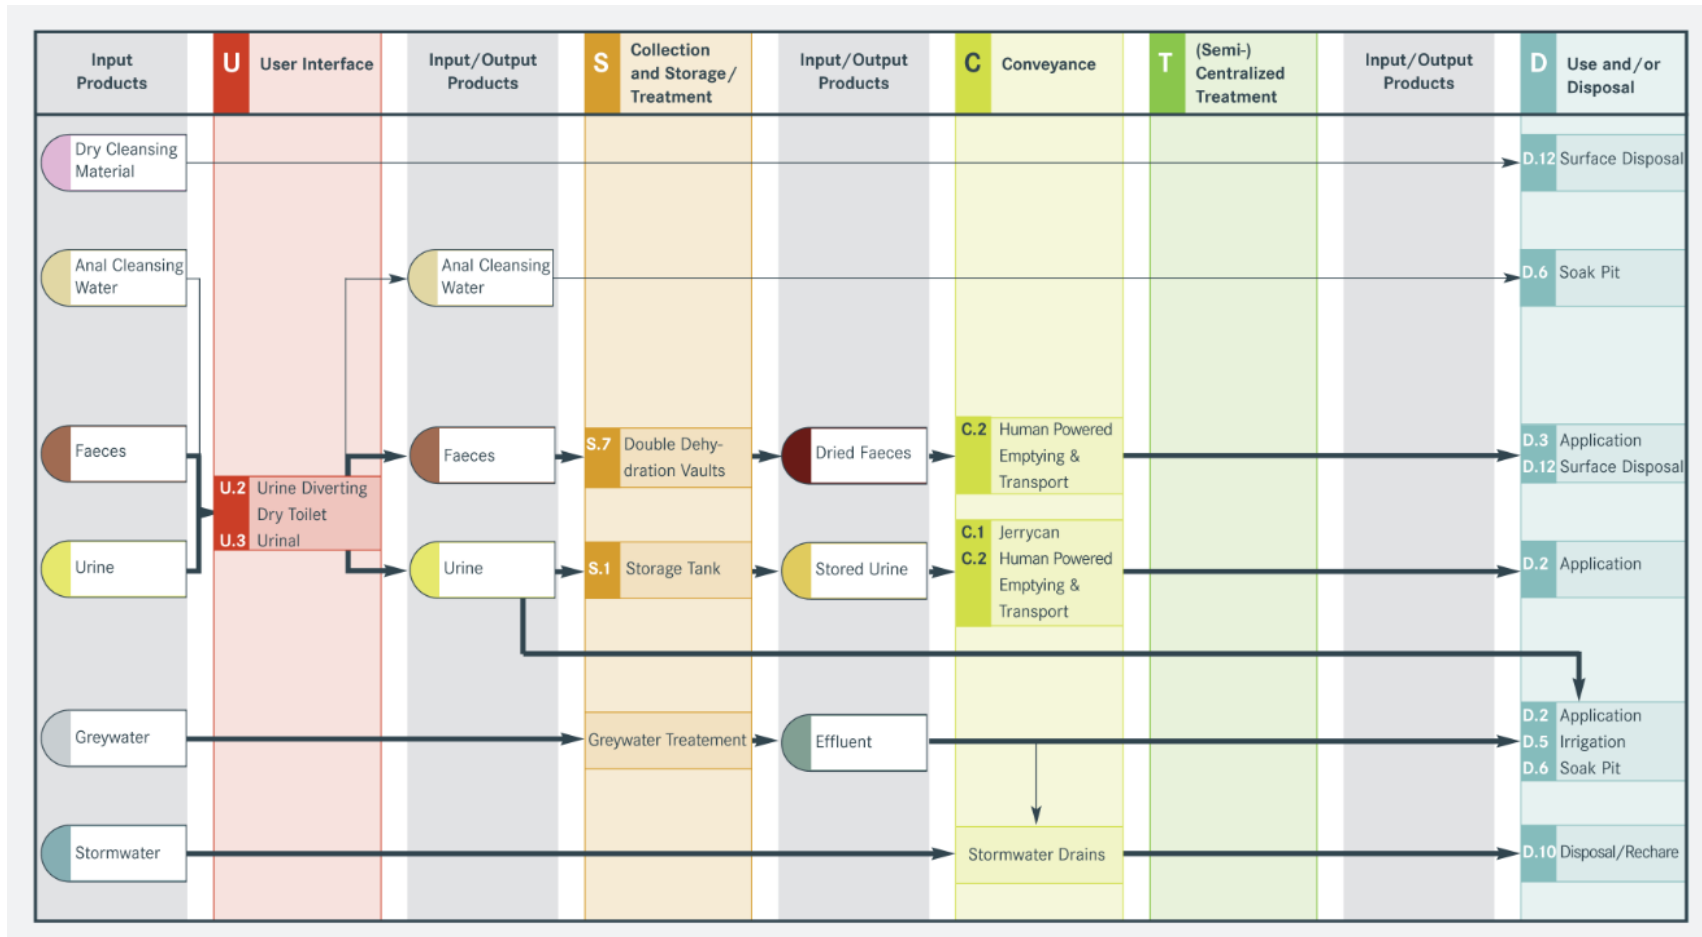 Input
Products
U User Interface
Input/Output
Products
S Collection
and Storage/
Treatment
Input/Output
Products
C Conveyance
T (Semi-)
Centralized
Treatment
Input/Output
Products
D Use and/or
Disposal
Dry Cleansing
Material
D.12 Surface Disposal
Anal Cleansing
Water
Anal Cleansing
Water
D.6 Soak Pit
Faeces
U.2 Urine Diverting
Dry Toilet
U.3 Urinal
Faeces
S.7 Double Dehy-
dration Vaults
Dried Faeces
C.2 Human Powered
Emptying &
Transport
D.3 Application
D.12 Surface Disposal
Urine
Urine
S.1 Storage Tank
Stored Urine
C.1 Jerrycan
C.2 Human Powered
Emptying &
Transport
D.2 Application
Greywater
Greywater Treatement
Effluent
D.2 Application
D.5 Irrigation
D.6 Soak Pit
Stormwater
Stormwater Drains
D.10 Disposal/Rechare